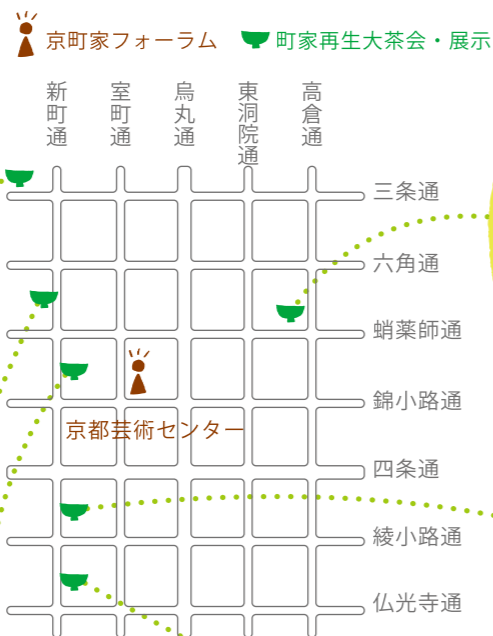 京町家フォーラム
町家再生大茶会・展示
新町通
室町通
烏丸通
東洞院通
高倉通
三条通
六角通
蛸薬師通
錦小路通
京都芸術センター
四条通
綾小路通
仏光寺通